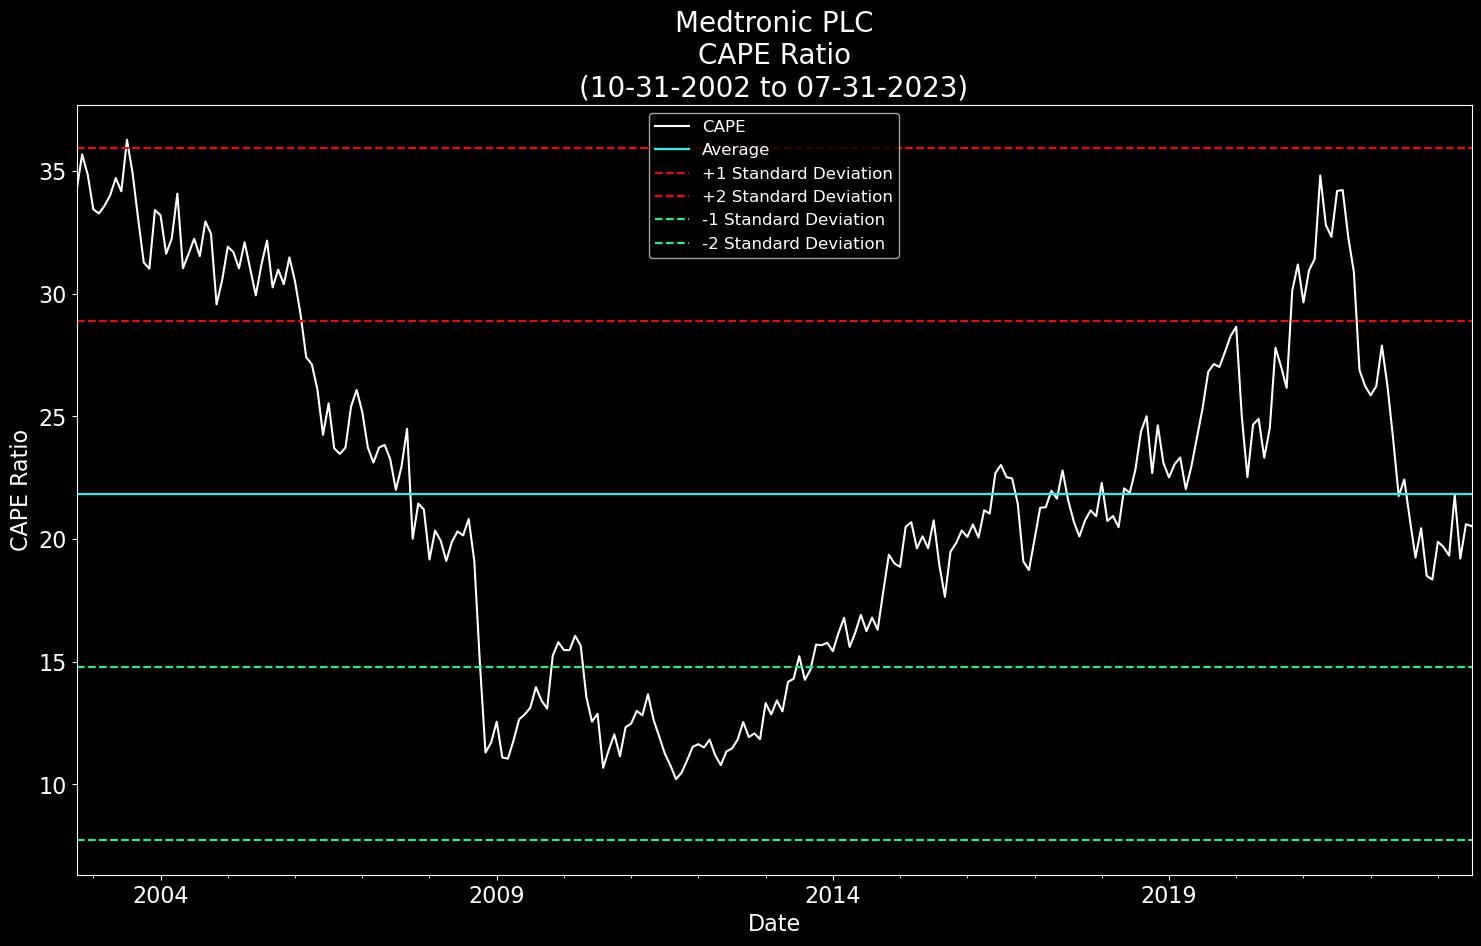 Medtronic PLC
CAPE Ratio
(10-31-2002 to 07-31-2023)
CAPE
Average
+1 Standard Deviation
+2 Standard Deviation
-1 Standard Deviation
-2 Standard Deviation
35
30
25
20
15
10
CAPE Ratio
2004 2009 2014 2019
Date